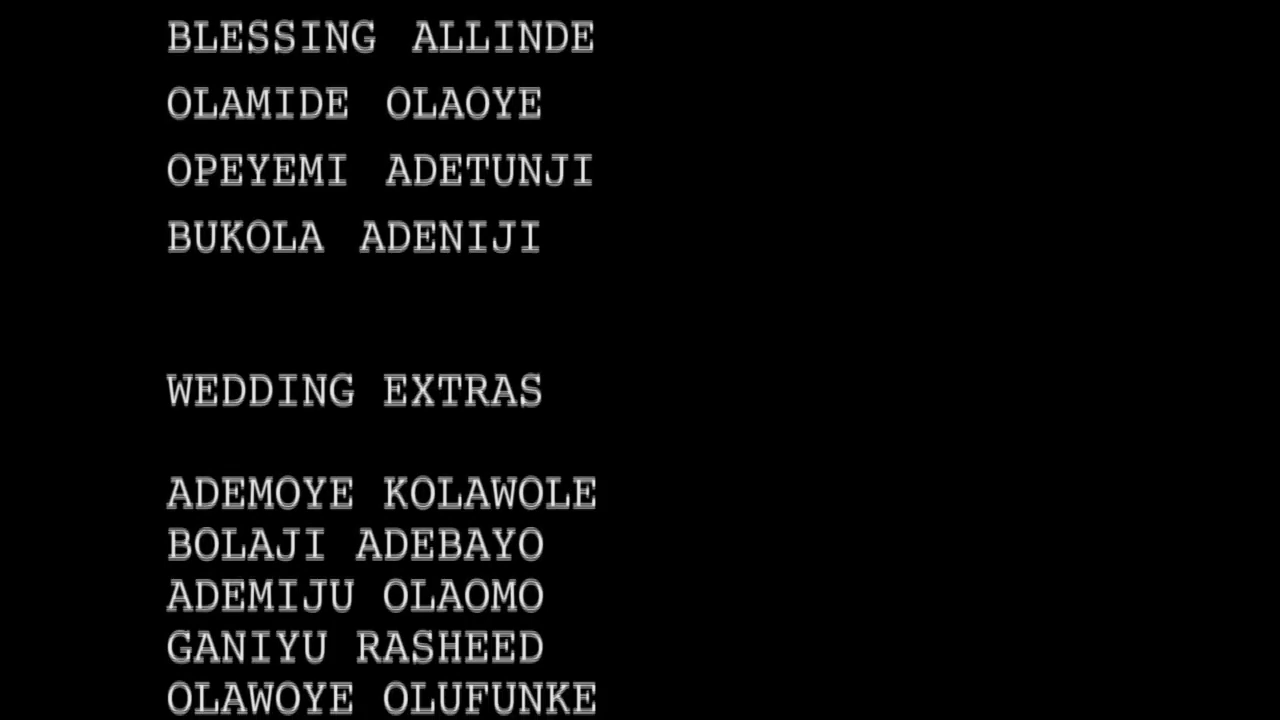 BLESSING ALLINDE
OLAMIDE OLAOYE
OPEYEMI ADETUNJI
BUKOLA ADENIJI
WEDDING EXTRAS
ADEMOYE KOLAWOLE
BOLAJI ADEBAYO
ADEMIJU OLAOMO
GANIYU RASHEED
OLAWOYE OLUFUNKE